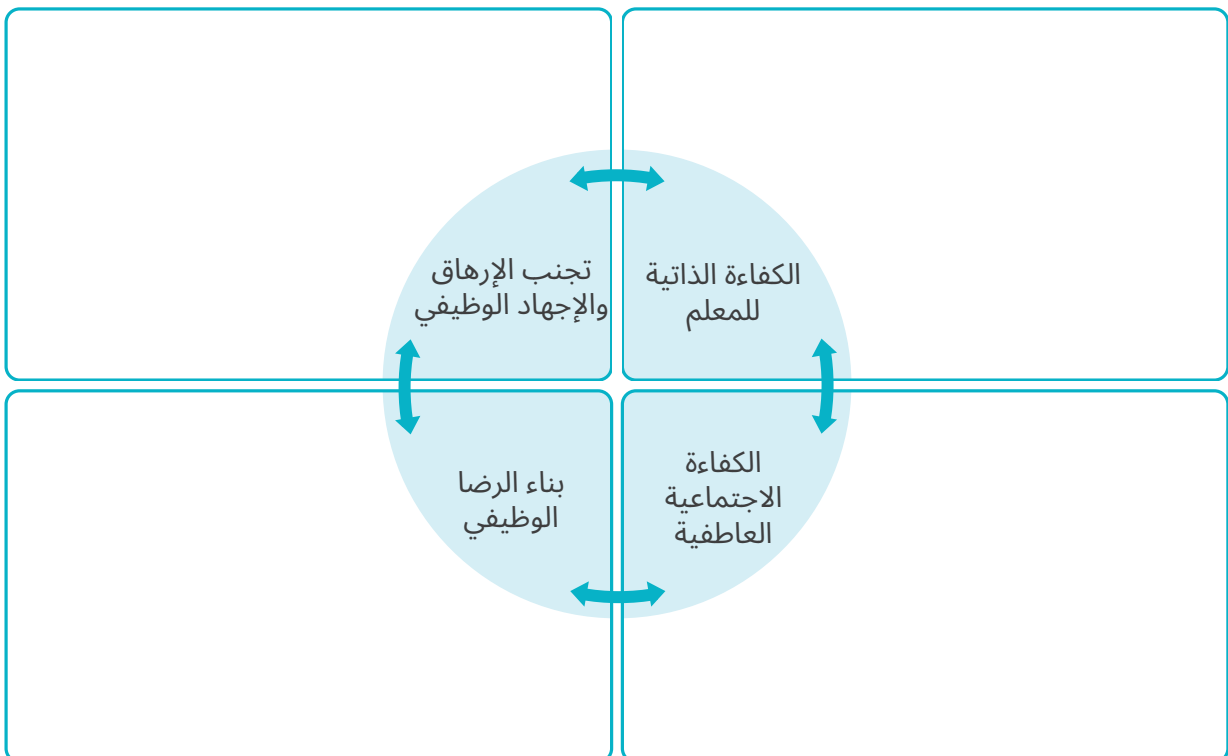 الكفاءة الذاتية
للمعلم
تجنب الإرهاق
والإجهاد الوظيفي
الكفاءة
الاجتماعية
العاطفية
بناء الرضا
الوظيفي